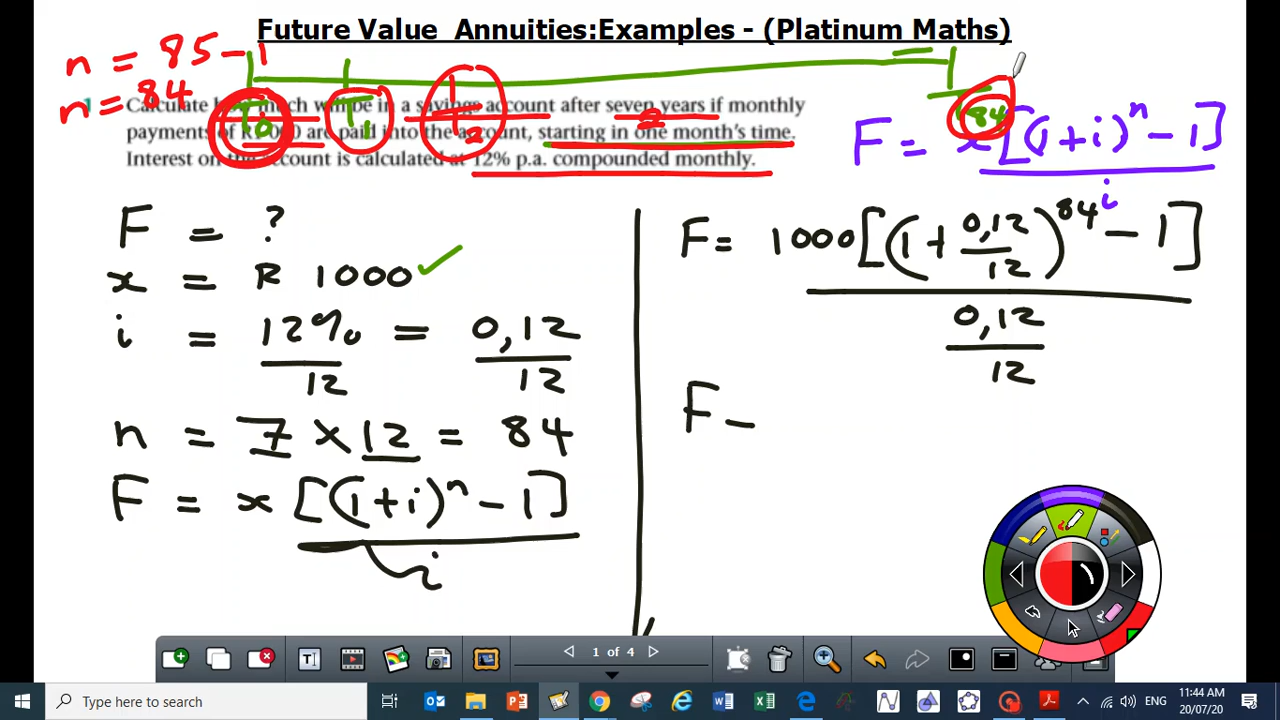 Future Value Annuities:Examples - (Platinum Maths)
n = 85 - 1
n = 84
Calculate how much will be in a savings account after seven years if monthly
payments of R1000 are paid into the account, starting in one month's time.
Interest on the account is calculated at 12% p.a. compounded monthly.
T0 T1 T2
84
F = x[(1+i)^n - 1]
i
F = ?
x = R 1000 ✓
i = 12%/12 = 0,12/12
n = 7 × 12 = 84
F = x[(1+i)^n - 1]
i
F = 1000[(1 + 0,12/12)^84 - 1]
0,12
12
F -
1 of 4
Type here to search
ENG
11:44 AM
20/07/20